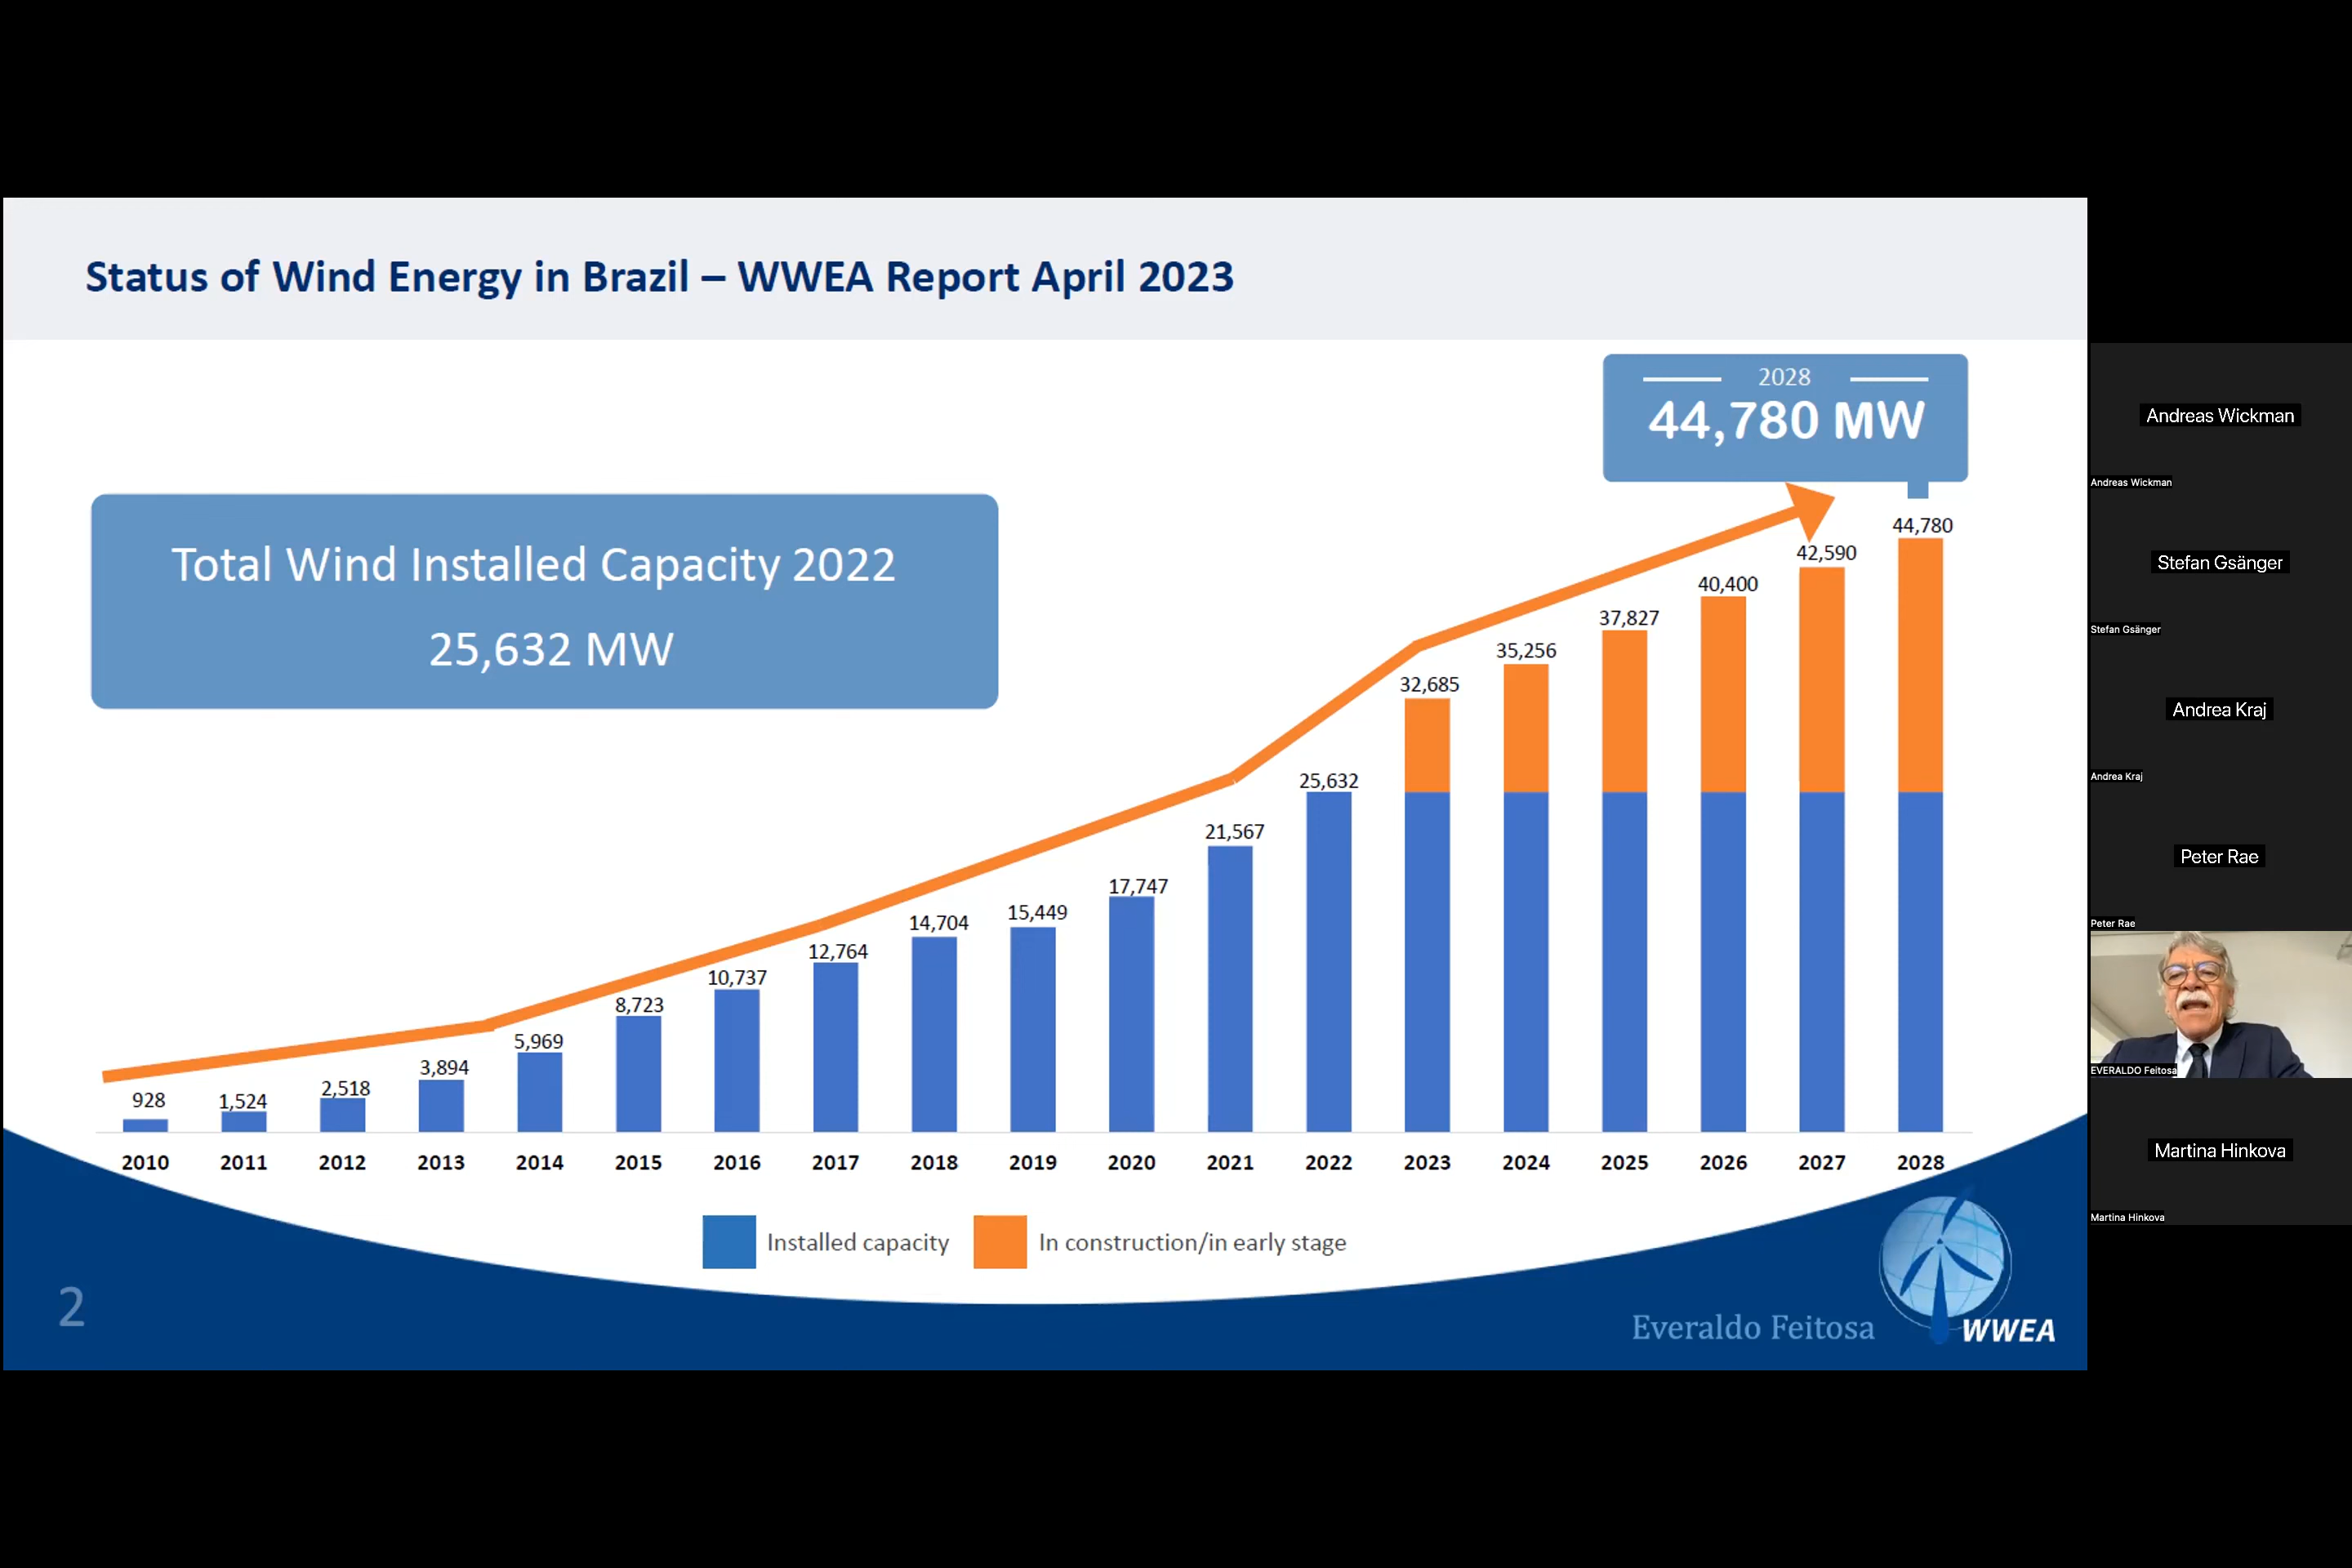 Status of Wind Energy in Brazil – WWEA Report April 2023
2028
44,780 MW
Total Wind Installed Capacity 2022
25,632 MW
928
1,524
2,518
3,894
5,969
8,723
10,737
12,764
14,704
15,449
17,747
21,567
25,632
32,685
35,256
37,827
40,400
42,590
44,780
2010 2011 2012 2013 2014 2015 2016 2017 2018 2019 2020 2021 2022 2023 2024 2025 2026 2027 2028
Installed capacity In construction/in early stage
2
Everaldo Feitosa
WWEA
Andreas Wickman
Andreas Wickman
Stefan Gsänger
Stefan Gsänger
Andrea Kraj
Andrea Kraj
Peter Rae
Peter Rae
EVERALDO Feitosa
Martina Hinkova
Martina Hinkova